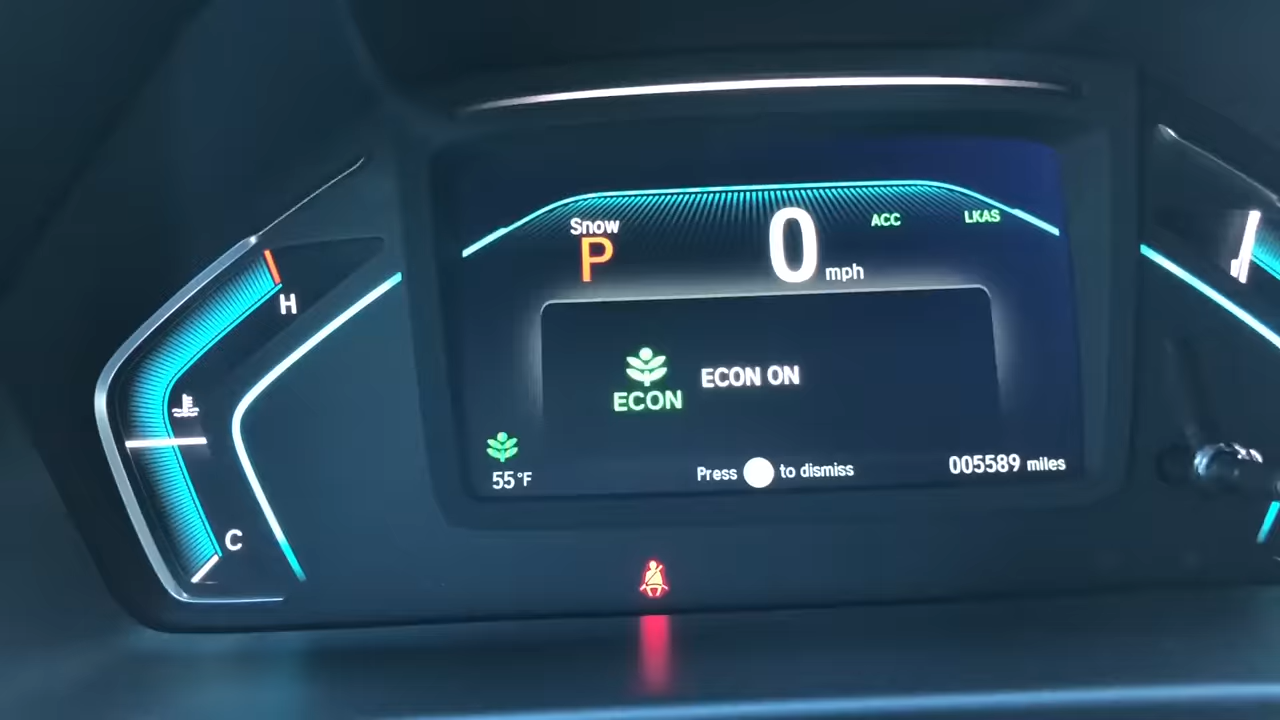 Snow
P
0 mph
ACC
LKAS
H
C
ECON
ECON ON
55°F
Press to dismiss
005589 miles